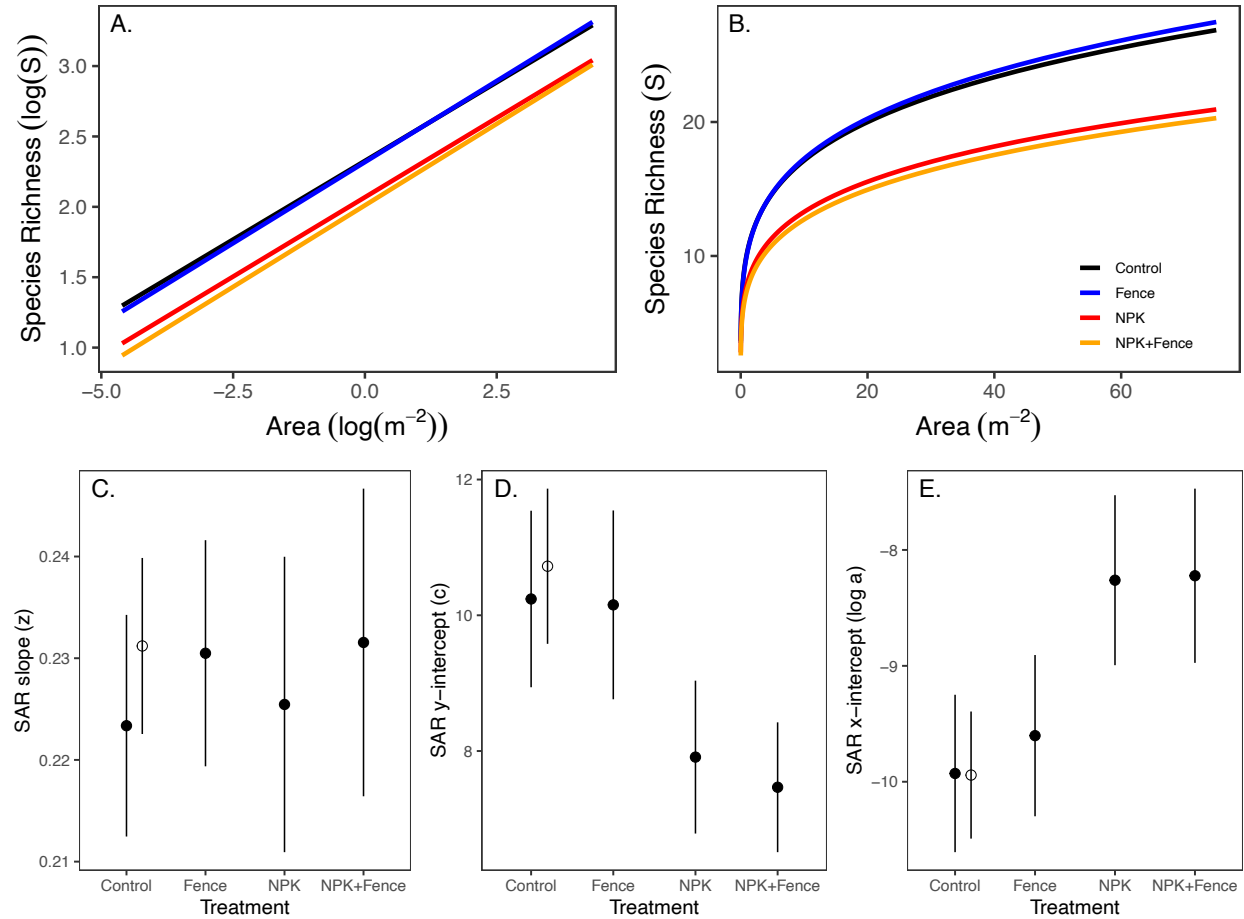 A.
Species Richness (log(S))
3.0
2.5
2.0
1.5
1.0
−5.0 −2.5 0.0 2.5
Area (log(m⁻²))
B.
Species Richness (S)
20
10
Control
Fence
NPK
NPK+Fence
0 20 40 60
Area (m⁻²)
C.
SAR slope (z)
0.24
0.23
0.22
0.21
Control Fence NPK NPK+Fence
Treatment
D.
SAR y−intercept (c)
12
10
8
Control Fence NPK NPK+Fence
Treatment
E.
SAR x−intercept (log a)
−8
−9
−10
Control Fence NPK NPK+Fence
Treatment